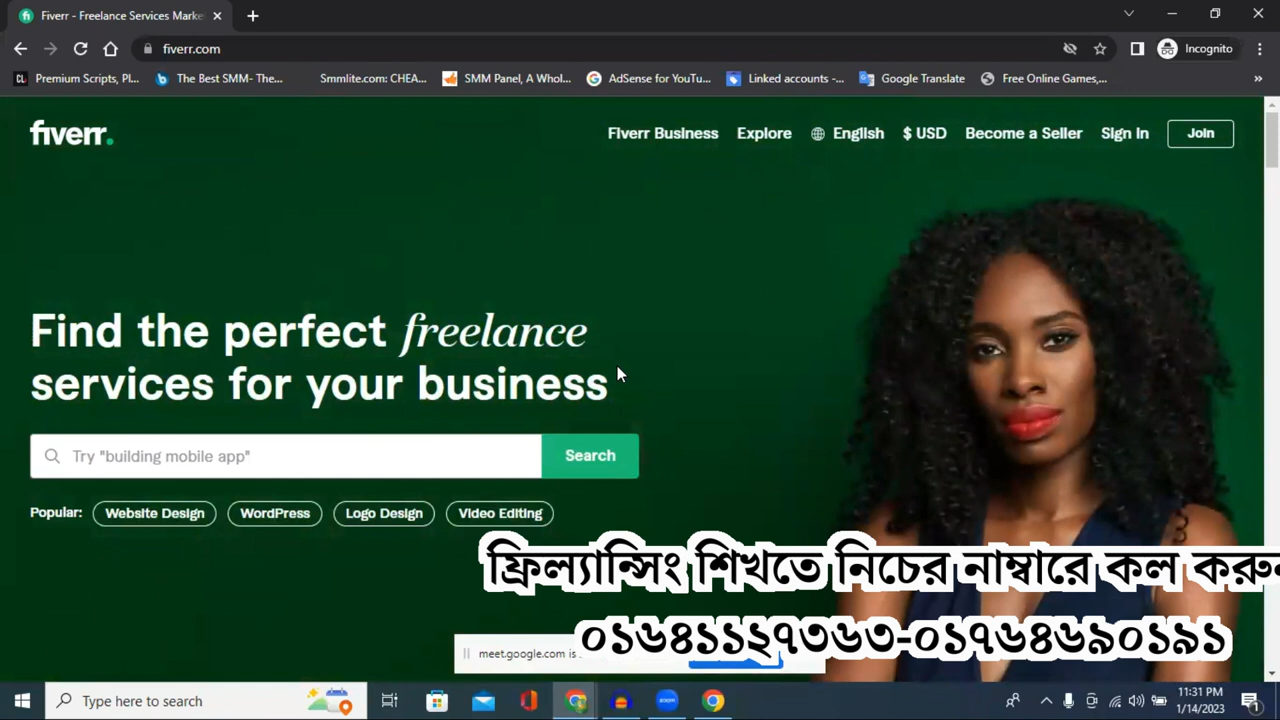 Fiverr - Freelance Services Marke
fiverr.com
Incognito
Premium Scripts, Pl...
The Best SMM- The...
Smmlite.com: CHEA...
SMM Panel, A Whol...
AdSense for YouTu...
Linked accounts -...
Google Translate
Free Online Games,...
fiverr.
Fiverr Business
Explore
English
$ USD
Become a Seller
Sign In
Join
Find the perfect freelance
services for your business
Try "building mobile app"
Search
Popular:
Website Design
WordPress
Logo Design
Video Editing
ফ্রিল্যান্সিং শিখতে নিচের নাম্বারে কল করুন
০১৬৪১১২৭৩৬৩-০১৭৬৪৬৯০১৯১
meet.google.com is
Type here to search
11:31 PM
1/14/2023